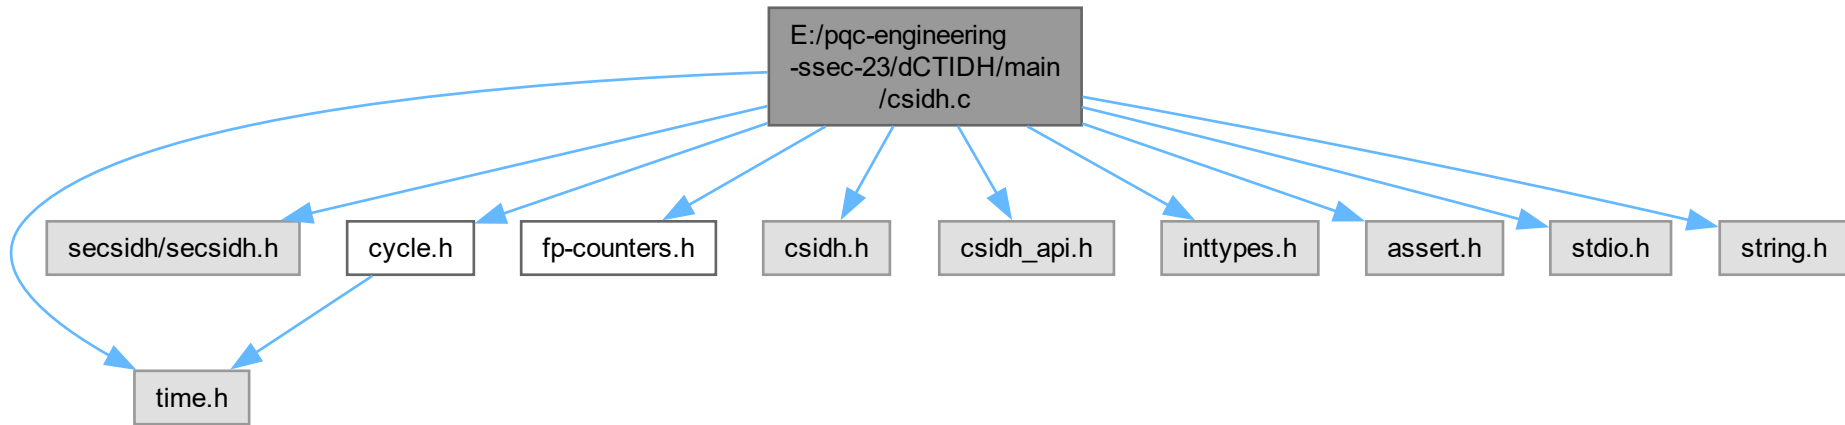 E:/pqc-engineering
-ssec-23/dCTIDH/main
/csidh.c
secsidh/secsidh.h
cycle.h
fp-counters.h
csidh.h
csidh_api.h
inttypes.h
assert.h
stdio.h
string.h
time.h